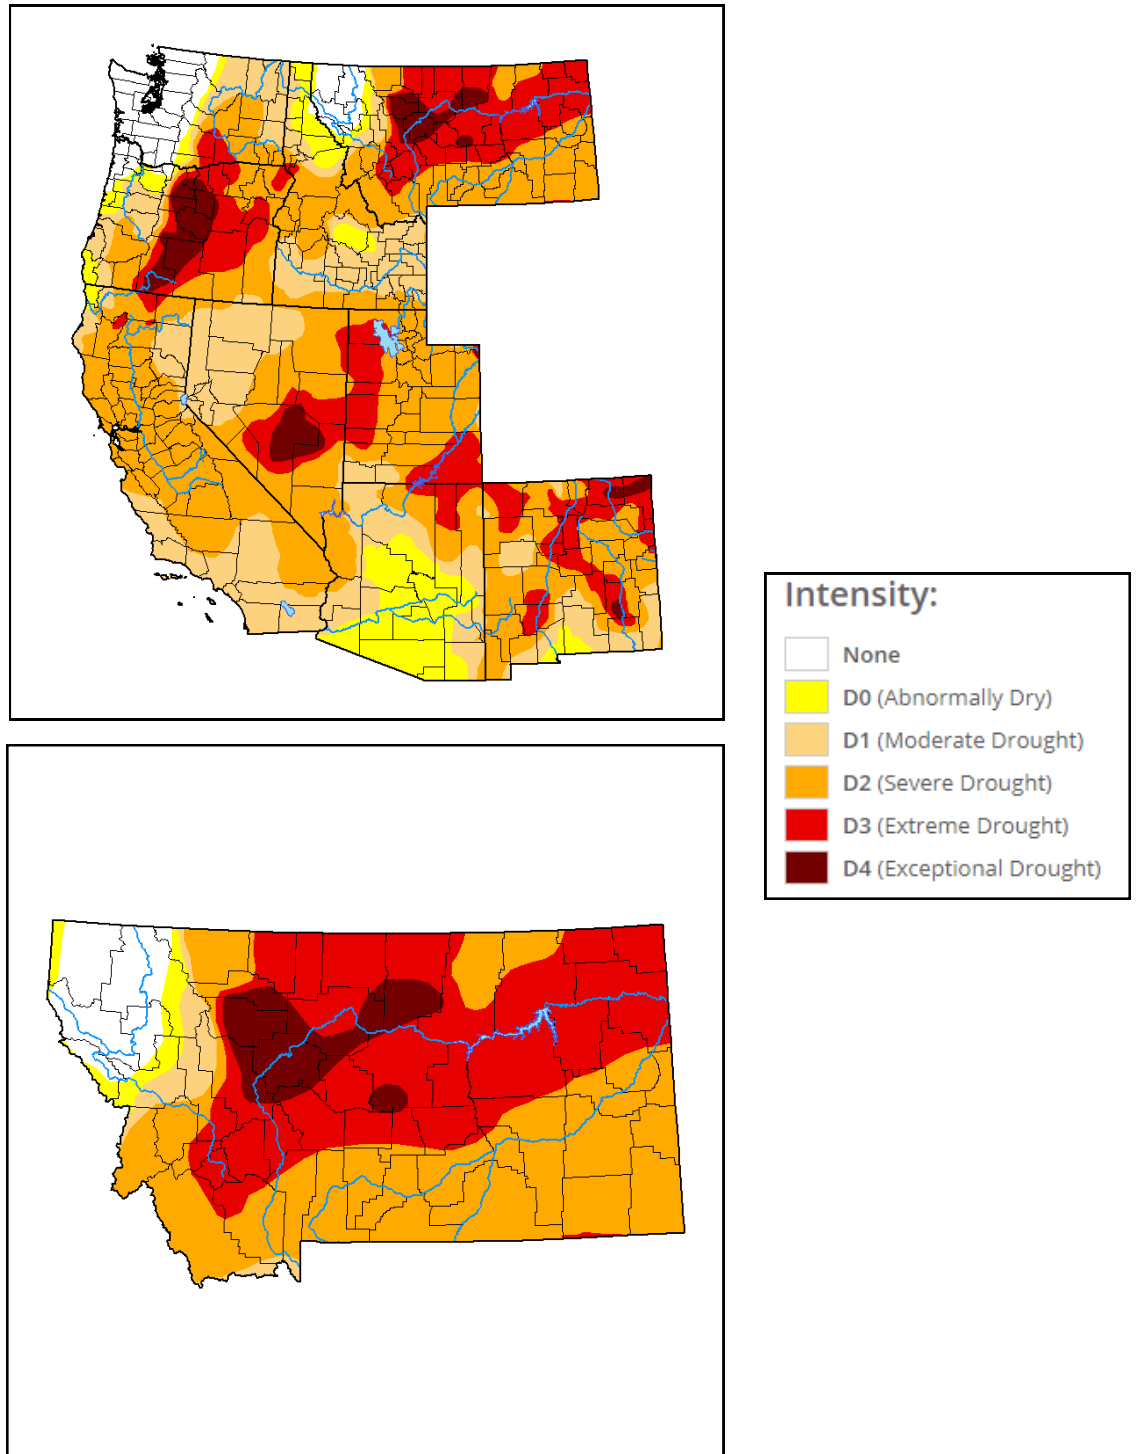 Intensity:
None
D0 (Abnormally Dry)
D1 (Moderate Drought)
D2 (Severe Drought)
D3 (Extreme Drought)
D4 (Exceptional Drought)